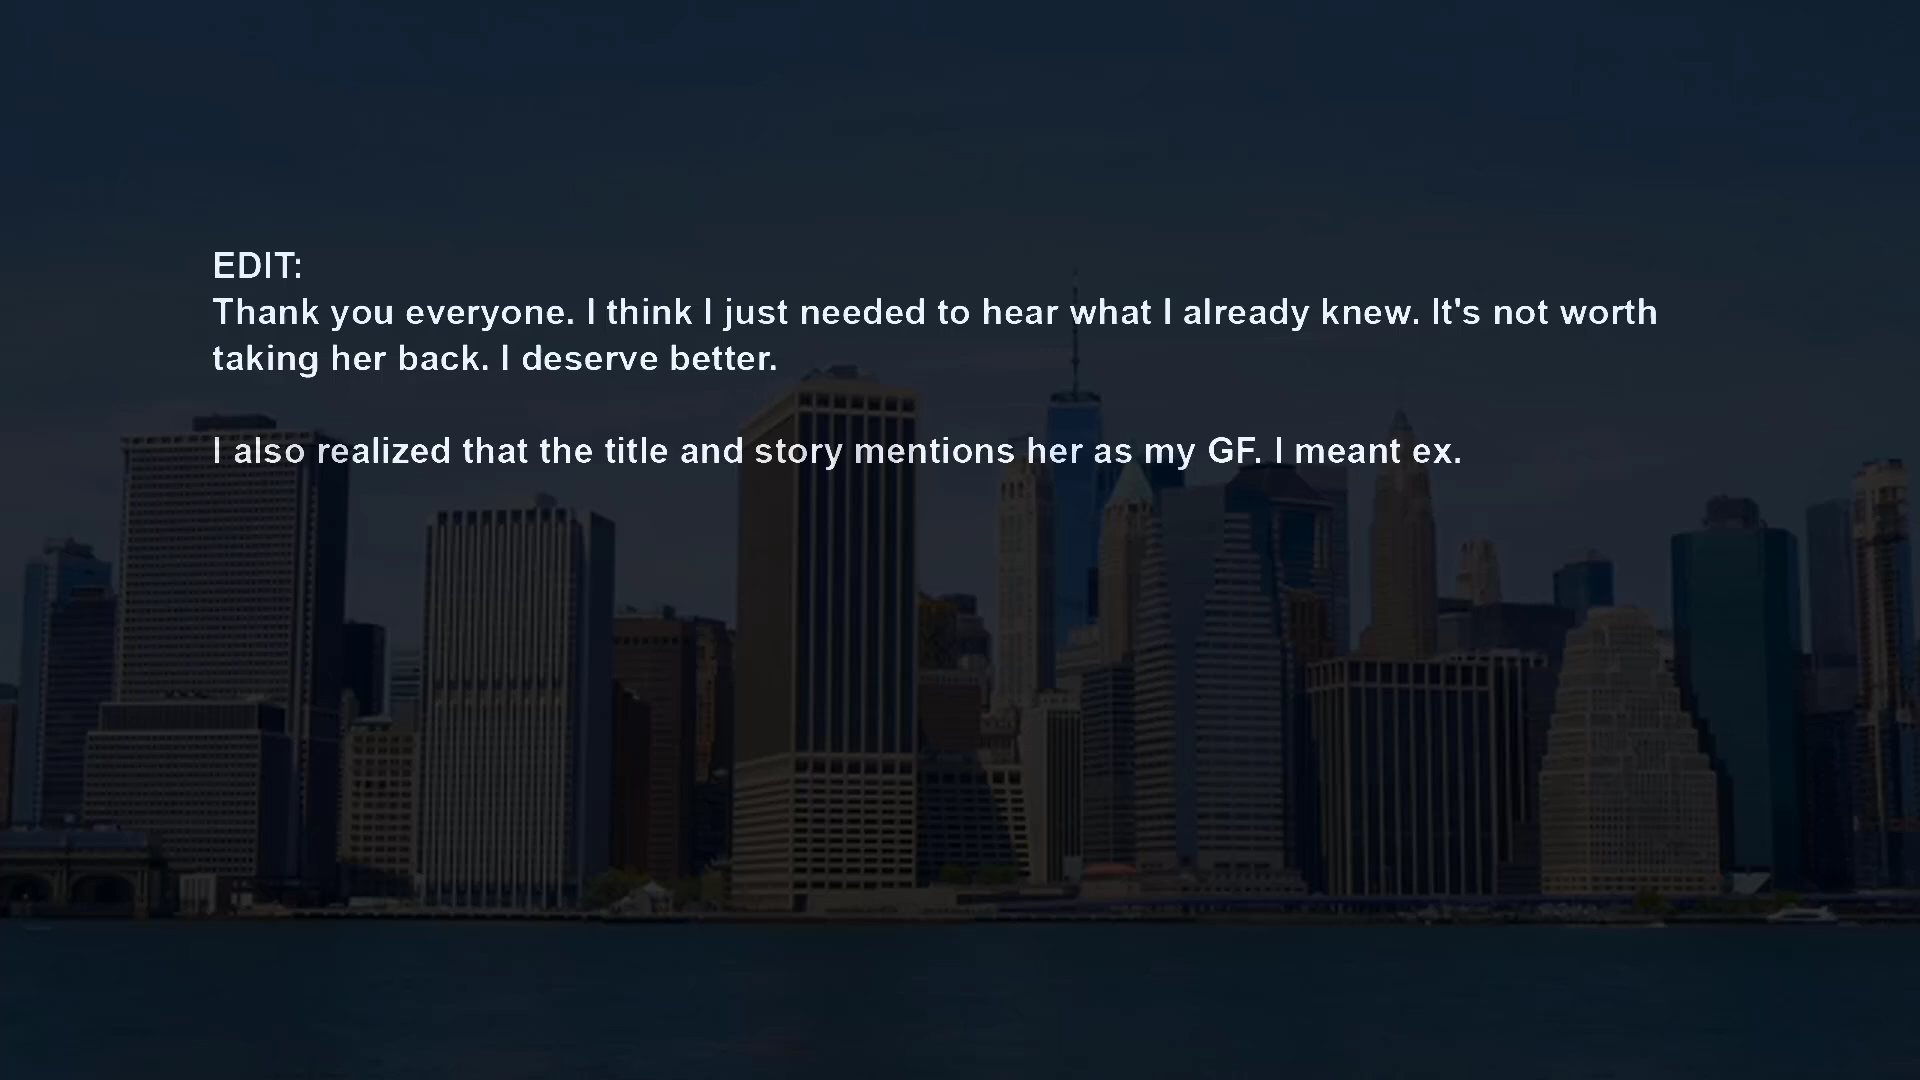 EDIT:
Thank you everyone. I think I just needed to hear what I already knew. It's not worth
taking her back. I deserve better.
I also realized that the title and story mentions her as my GF. I meant ex.